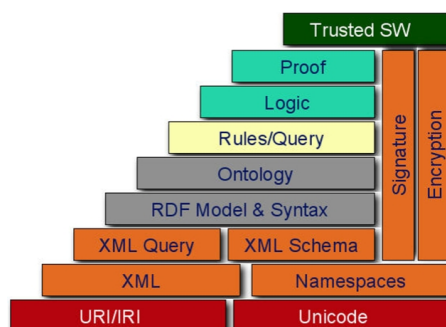 Trusted SW
Proof
Logic
Rules/Query
Ontology
RDF Model & Syntax
XML Query
XML Schema
Signature
Encryption
XML
Namespaces
URI/IRI
Unicode